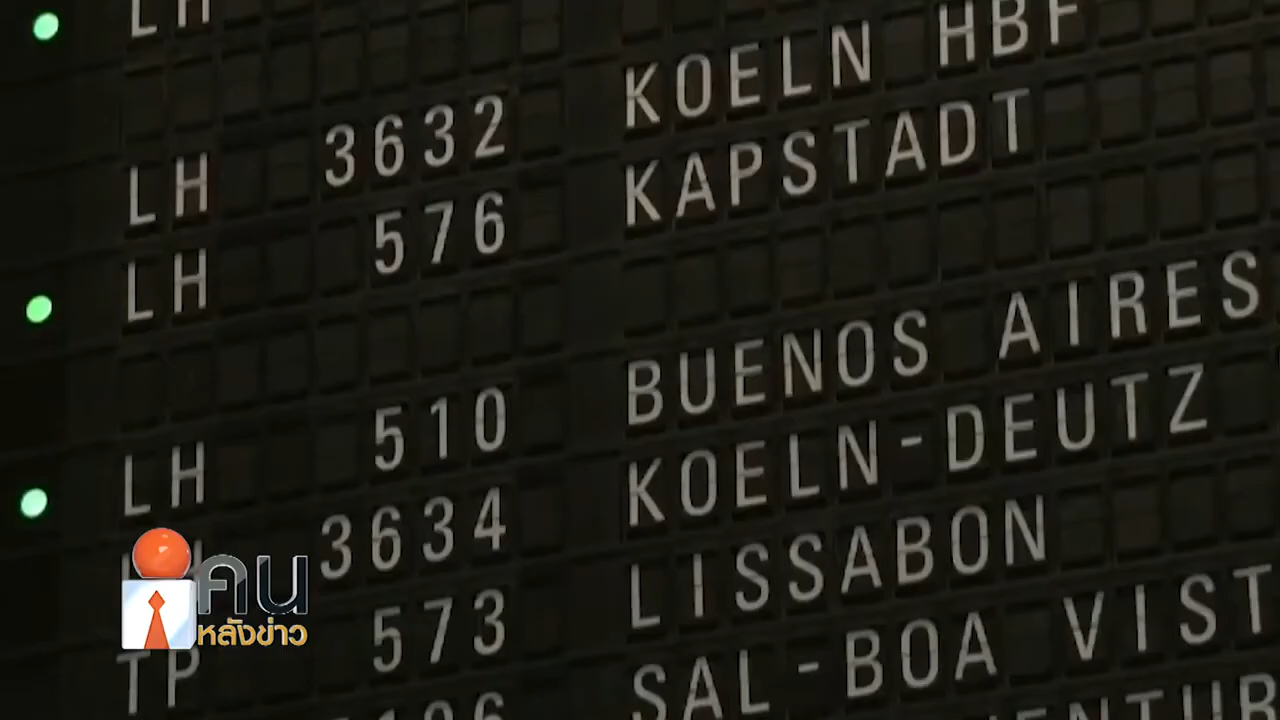 LH
LH 3632 KOELN HBF
LH 576 KAPSTADT
LH 510 BUENOS AIRES
3634 KOELN-DEUTZ
TP 573 LISSABON
SAL-BOA VIST
คน
หลังข่าว